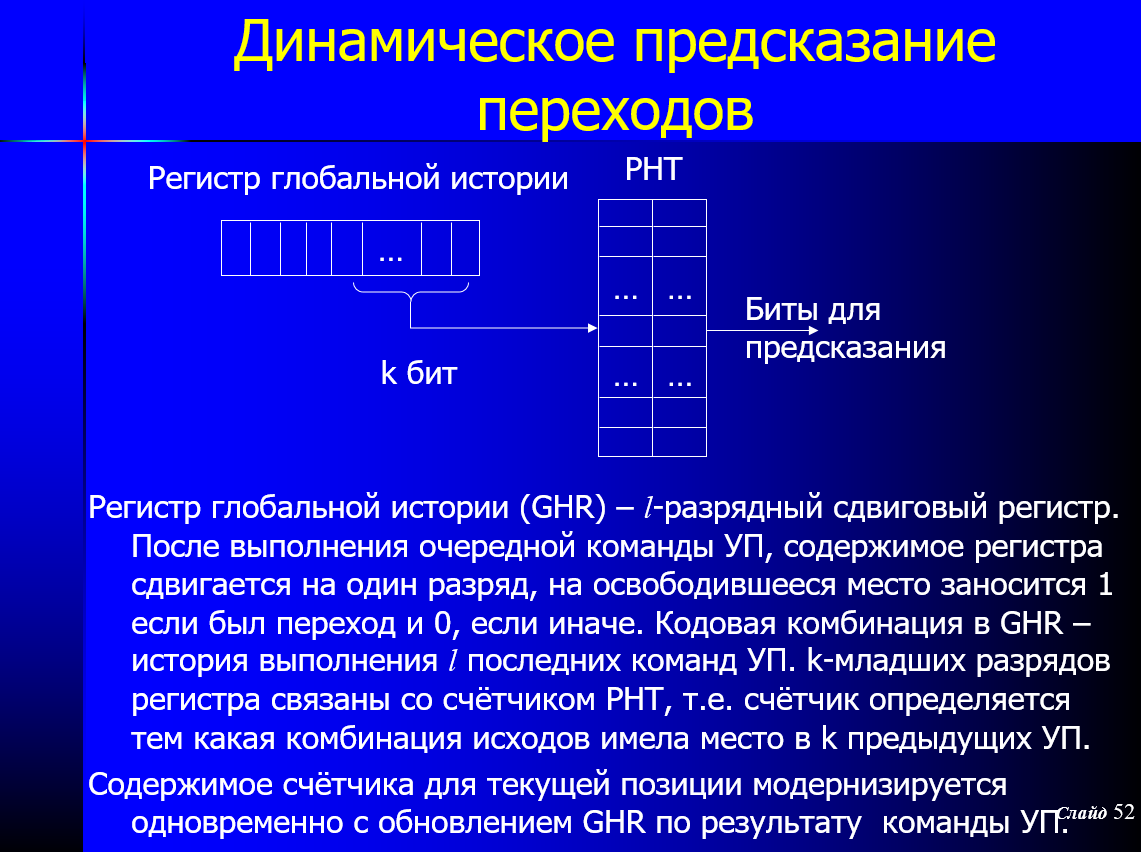 Динамическое предсказание
переходов
Регистр глобальной истории
PHT
...
... ...
Биты для
предсказания
k бит
... ...
Регистр глобальной истории (GHR) – l-разрядный сдвиговый регистр.
После выполнения очередной команды УП, содержимое регистра
сдвигается на один разряд, на освободившееся место заносится 1
если был переход и 0, если иначе. Кодовая комбинация в GHR –
история выполнения l последних команд УП. k-младших разрядов
регистра связаны со счётчиком PHT, т.е. счётчик определяется
тем какая комбинация исходов имела место в k предыдущих УП.
Содержимое счётчика для текущей позиции модернизируется
одновременно с обновлением GHR по результату команды УП.
Слайд 52